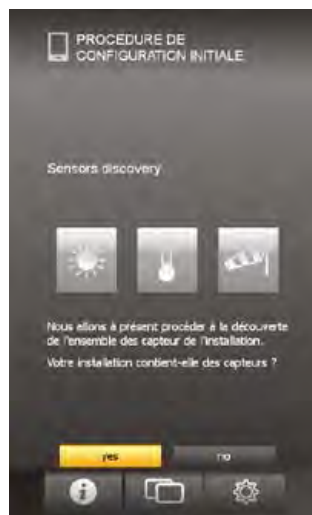 PROCEDURE DE
CONFIGURATION INITIALE
Sensors discovery
Nous allons à présent procéder à la découverte
de l'ensemble des capteur de l'installation.
Votre installation contient-elle des capteurs ?
yes
no